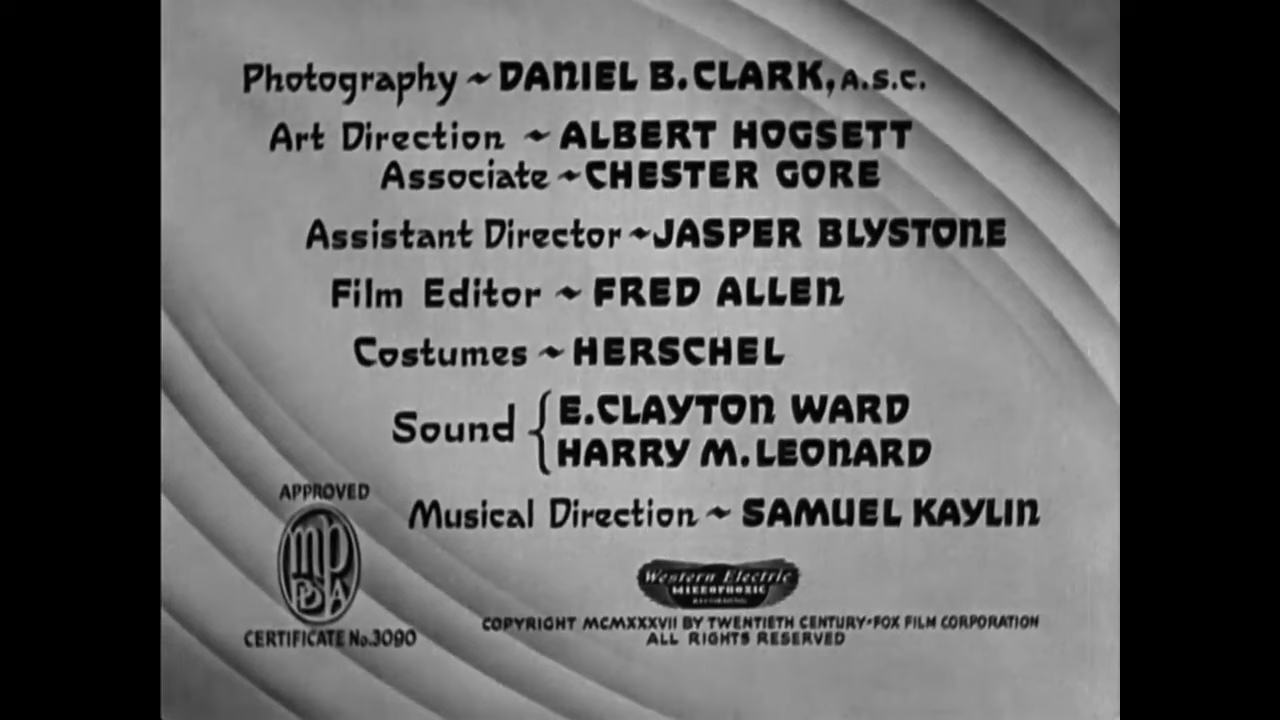 Photography ~ DANIEL B. CLARK, A.S.C.
Art Direction ~ ALBERT HOGSETT
Associate ~ CHESTER GORE
Assistant Director ~ JASPER BLYSTONE
Film Editor ~ FRED ALLEN
Costumes ~ HERSCHEL
Sound { E. CLAYTON WARD
HARRY M. LEONARD
Musical Direction ~ SAMUEL KAYLIN
APPROVED
MPPDA
CERTIFICATE No. 3090
Western Electric
MIRROPHONIC
RECORDING
COPYRIGHT MCMXXXVII BY TWENTIETH CENTURY-FOX FILM CORPORATION
ALL RIGHTS RESERVED